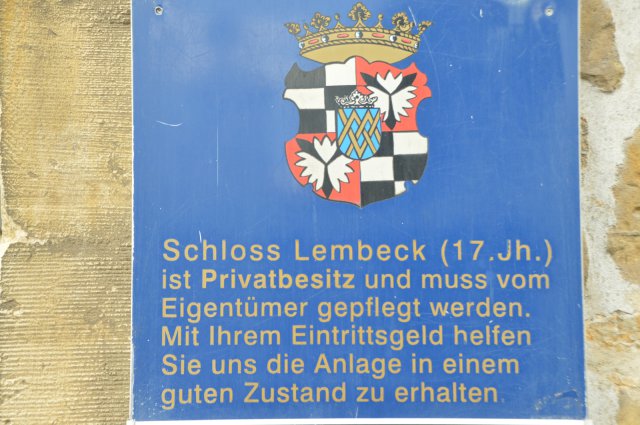 Schloss Lembeck (17.Jh.)
ist Privatbesitz und muss vom
Eigentümer gepflegt werden.
Mit Ihrem Eintrittsgeld helfen
Sie uns die Anlage in einem
guten Zustand zu erhalten.